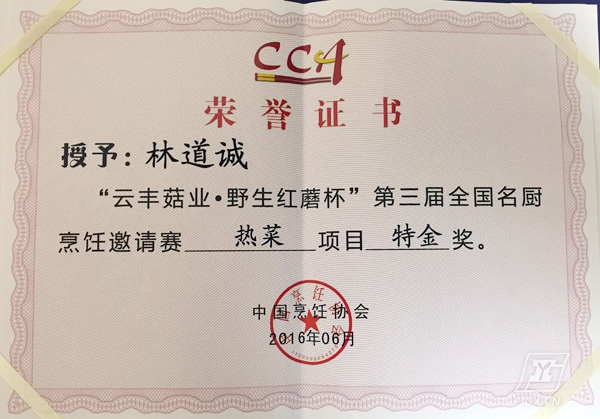 CCA
荣誉证书
授予：林道诚
“云丰菇业·野生红蘑杯”第三届全国名厨
烹饪邀请赛 热菜 项目 特金 奖。
中国烹饪协会
2016年06月